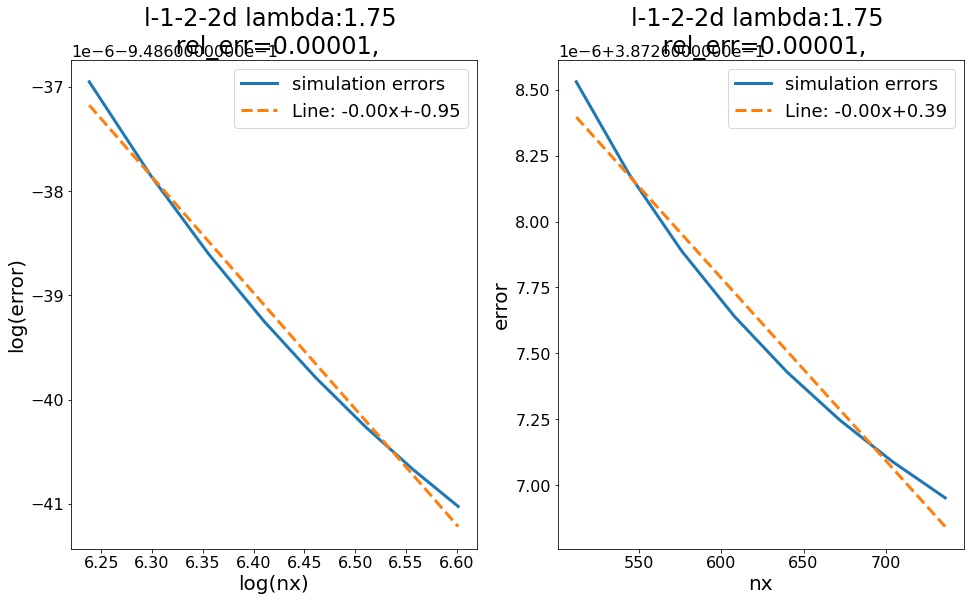 l-1-2-2d lambda:1.75
rel_err=0.00001,
1e−6−9.4860000000e−1
simulation errors
Line: -0.00x+-0.95
−37
−38
−39
−40
−41
log(error)
6.25 6.30 6.35 6.40 6.45 6.50 6.55 6.60
log(nx)
l-1-2-2d lambda:1.75
rel_err=0.00001,
1e−6+3.8726000000e−1
simulation errors
Line: -0.00x+0.39
8.50
8.25
8.00
7.75
7.50
7.25
7.00
error
550 600 650 700
nx